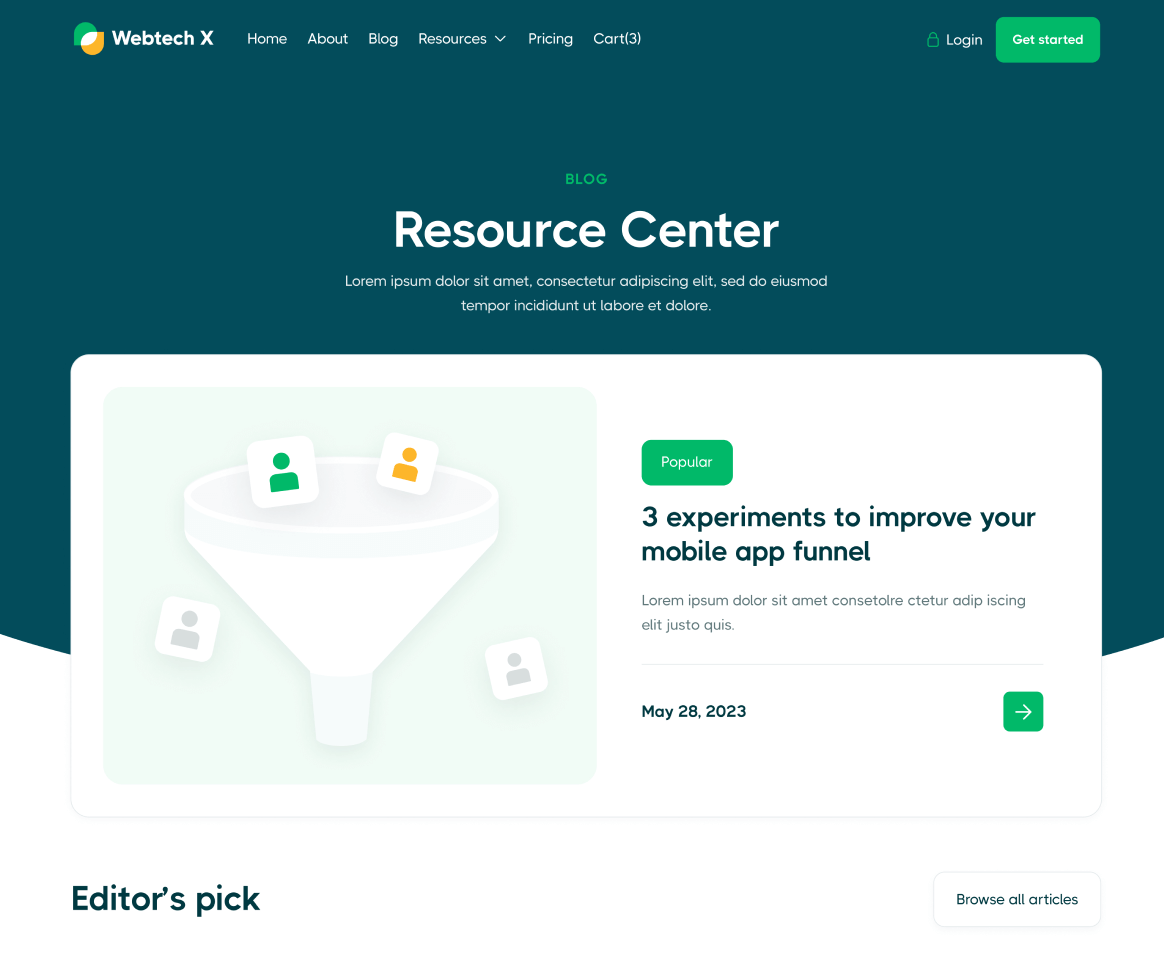 Webtech X
Home About Blog Resources Pricing Cart(3)
Login
Get started
BLOG
Resource Center
Lorem ipsum dolor sit amet, consectetur adipiscing elit, sed do eiusmod
tempor incididunt ut labore et dolore.
Popular
3 experiments to improve your
mobile app funnel
Lorem ipsum dolor sit amet consetolre ctetur adip iscing
elit justo quis.
May 28, 2023
Editor’s pick
Browse all articles